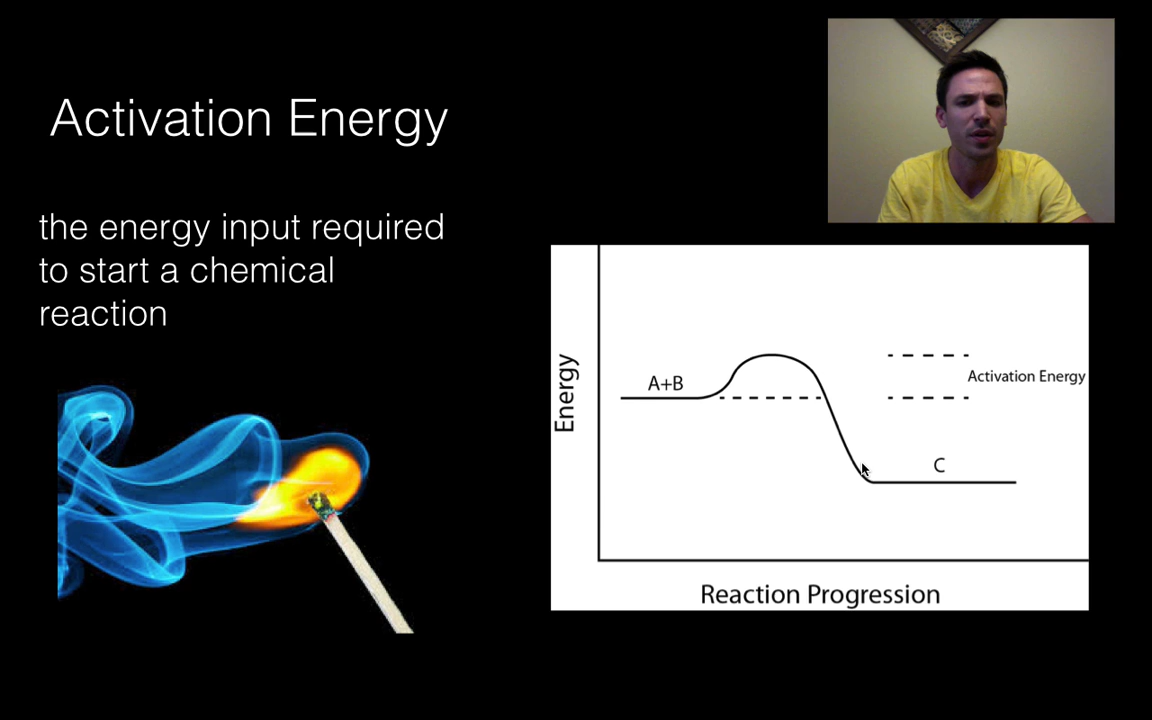 Activation Energy
the energy input required
to start a chemical
reaction
Energy
A+B
Activation Energy
C
Reaction Progression